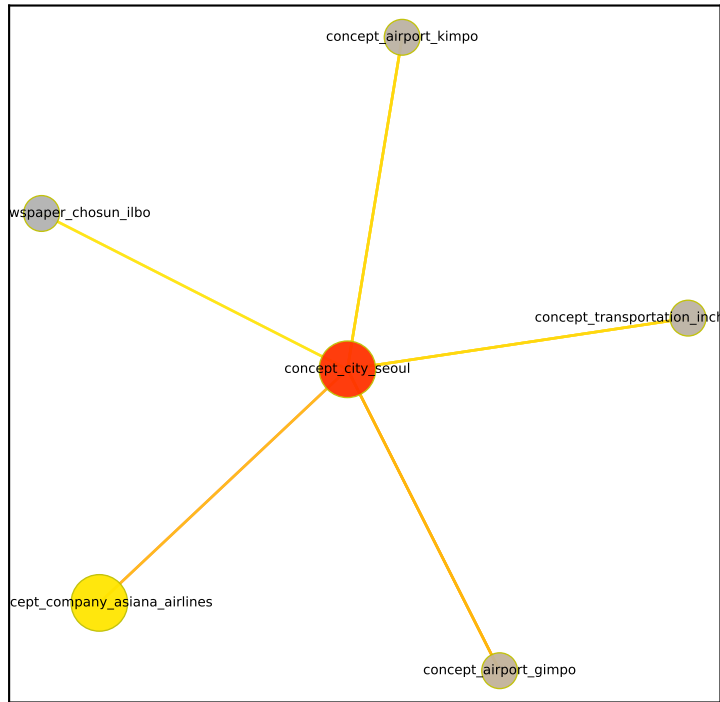 concept_airport_kimpo
wspaper_chosun_ilbo
concept_transportation_inch
concept_city_seoul
cept_company_asiana_airlines
concept_airport_gimpo